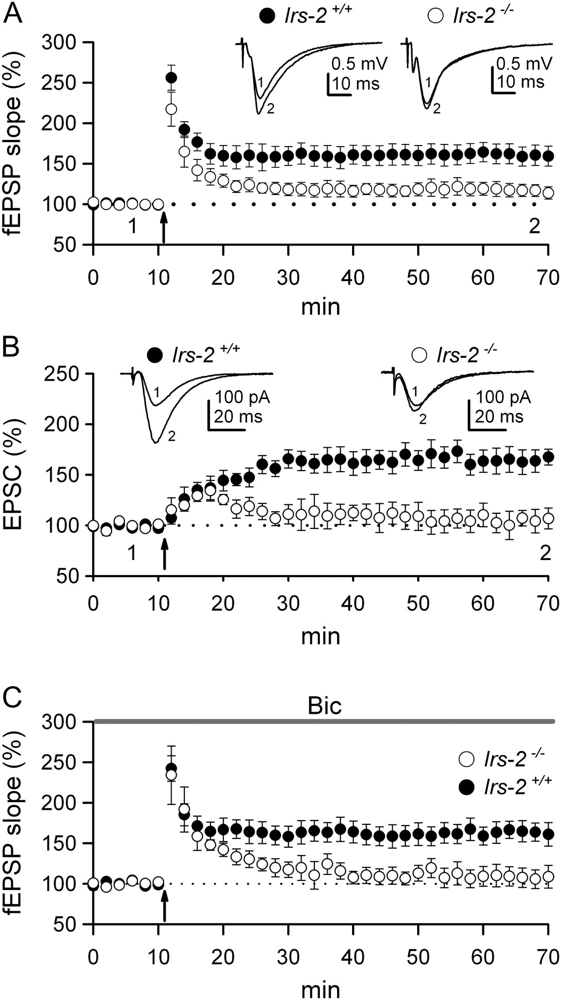 A
Irs-2 +/+ Irs-2 -/-
300
250
200
150
100
50
fEPSP slope (%)
1
2
0.5 mV
10 ms
1
2
0.5 mV
10 ms
1 2
0 10 20 30 40 50 60 70
min
B
Irs-2 +/+ Irs-2 -/-
250
200
150
100
50
EPSC (%)
1
2
100 pA
20 ms
1
2
100 pA
20 ms
1 2
0 10 20 30 40 50 60 70
min
C
Bic
300
250
200
150
100
50
fEPSP slope (%)
Irs-2 -/-
Irs-2 +/+
0 10 20 30 40 50 60 70
min